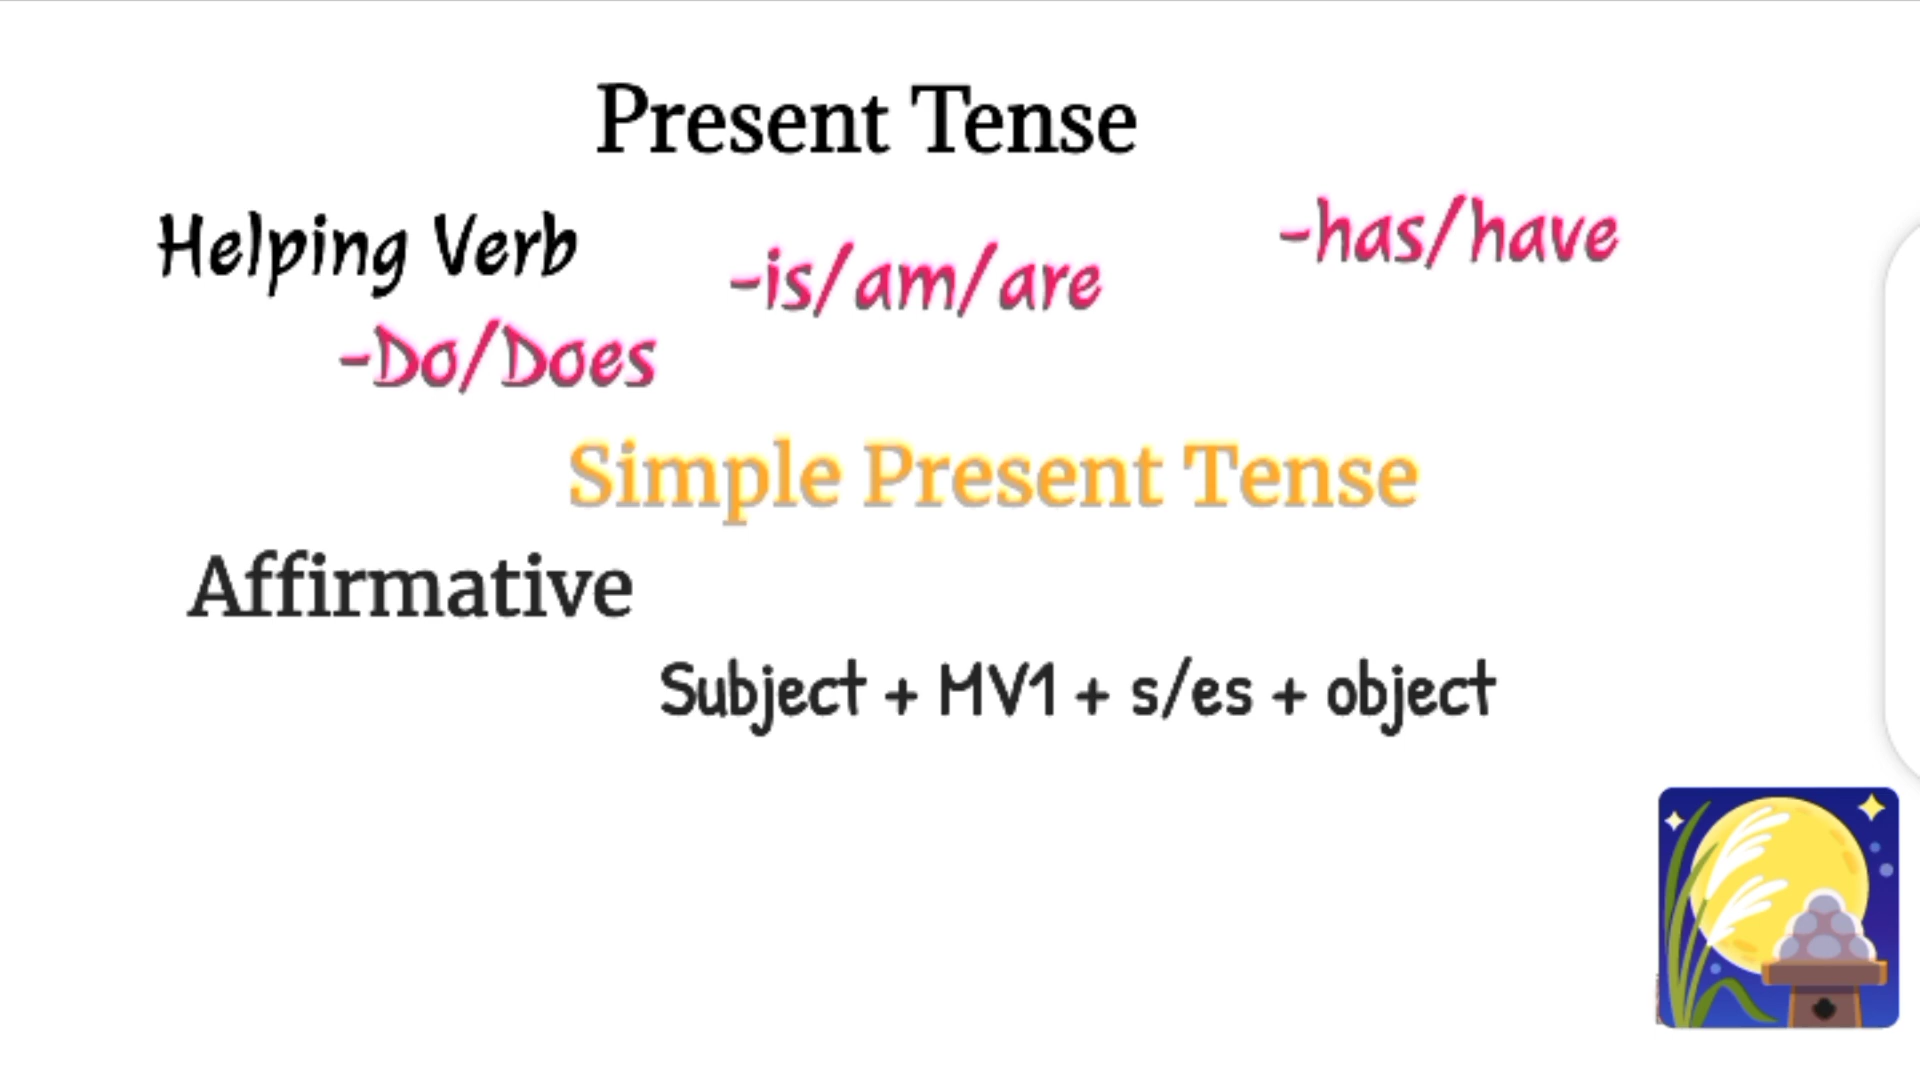 Present Tense
Helping Verb
-is/am/are
-has/have
-Do/Does
Simple Present Tense
Affirmative
Subject + MV1 + s/es + object